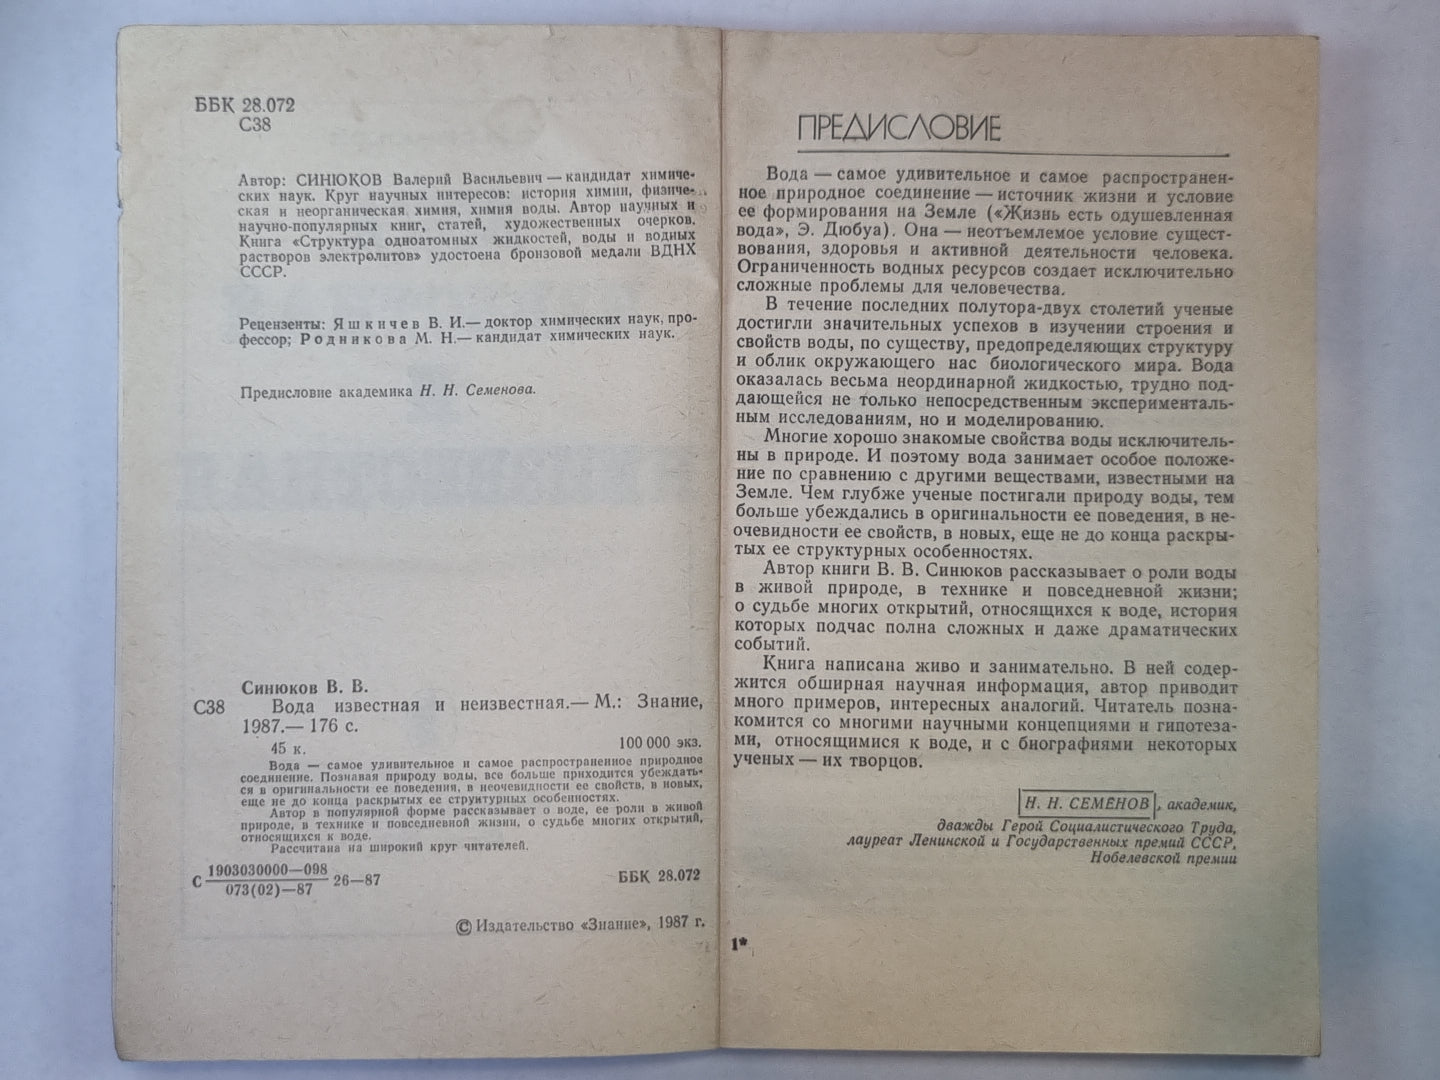 ББК 28.072
С38
Автор: СИНЮКОВ Валерий Васильевич — кандидат химиче-
ских наук. Круг научных интересов: история химии, физиче-
ская и неорганическая химия, химия воды. Автор научных и
научно-популярных книг, статей, художественных очерков.
Книга «Структура одноатомных жидкостей, воды и водных
растворов электролитов» удостоена бронзовой медали ВДНХ
СССР.
Рецензенты: Яшкичев В. И.— доктор химических наук, про-
фессор; Родникова М. Н.— кандидат химических наук.
Предисловие академика Н. Н. Семенова.
Синюков В. В.
С38 Вода известная и неизвестная.— М.: Знание,
1987.— 176 с.
45 к. 100 000 экз.
Вода — самое удивительное и самое распространенное природное
соединение. Познавая природу воды, все больше приходится убеждать-
ся в оригинальности ее поведения, в неочевидности ее свойств, в новых,
еще не до конца раскрытых ее структурных особенностях.
Автор в популярной форме рассказывает о воде, ее роли в живой
природе, в технике и повседневной жизни, о судьбе многих открытий,
относящихся к воде.
Рассчитана на широкий круг читателей.
С 1903030000—098
073(02)—87 26—87 ББК 28.072
© Издательство «Знание», 1987 г.
ПРЕДИСЛОВИЕ
Вода — самое удивительное и самое распространен-
ное природное соединение — источник жизни и условие
ее формирования на Земле («Жизнь есть одушевленная
вода», Э. Дюбуа). Она — неотъемлемое условие сущест-
вования, здоровья и активной деятельности человека.
Ограниченность водных ресурсов создает исключительно
сложные проблемы для человечества.
В течение последних полутора-двух столетий ученые
достигли значительных успехов в изучении строения и
свойств воды, по существу, предопределяющих структуру
и облик окружающего нас биологического мира. Вода
оказалась весьма неординарной жидкостью, трудно под-
дающейся не только непосредственным эксперименталь-
ным исследованиям, но и моделированию.
Многие хорошо знакомые свойства воды исключитель-
ны в природе. И поэтому вода занимает особое положе-
ние по сравнению с другими веществами, известными на
Земле. Чем глубже ученые постигали природу воды, тем
больше убеждались в оригинальности ее поведения, в не-
очевидности ее свойств, в новых, еще не до конца раскры-
тых ее структурных особенностях.
Автор книги В. В. Синюков рассказывает о роли воды
в живой природе, в технике и повседневной жизни;
о судьбе многих открытий, относящихся к воде, история
которых подчас полна сложных и даже драматических
событий.
Книга написана живо и занимательно. В ней содер-
жится обширная научная информация, автор приводит
много примеров, интересных аналогий. Читатель позна-
комится со многими научными концепциями и гипотеза-
ми, относящимися к воде, и с биографиями некоторых
ученых — их творцов.
Н. Н. СЕМЕНОВ, академик,
дважды Герой Социалистического Труда,
лауреат Ленинской и Государственных премий СССР,
Нобелевской премии
1*